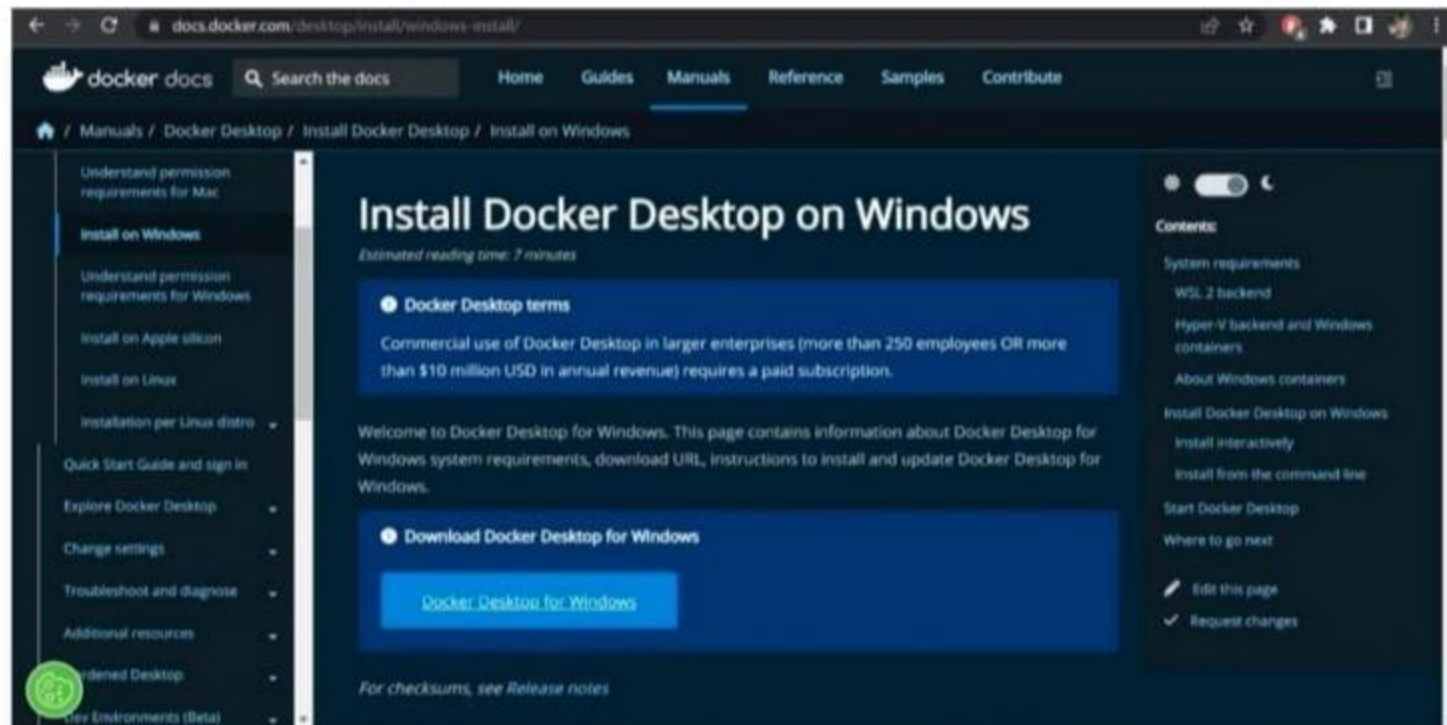 docs.docker.com/desktop/install/windows-install/
docker docs
Search the docs
Home
Guides
Manuals
Reference
Samples
Contribute
/ Manuals / Docker Desktop / Install Docker Desktop / Install on Windows
Understand permission
requirements for Mac
Install on Windows
Understand permission
requirements for Windows
Install on Apple silicon
Install on Linux
Installation per Linux distro
Quick Start Guide and sign in
Explore Docker Desktop
Change settings
Troubleshoot and diagnose
Additional resources
rdened Desktop
Dev Environments (Beta)
Install Docker Desktop on Windows
Estimated reading time: 7 minutes
Docker Desktop terms
Commercial use of Docker Desktop in larger enterprises (more than 250 employees OR more
than $10 million USD in annual revenue) requires a paid subscription.
Welcome to Docker Desktop for Windows. This page contains information about Docker Desktop for
Windows system requirements, download URL, instructions to install and update Docker Desktop for
Windows.
Download Docker Desktop for Windows
Docker Desktop for Windows
For checksums, see Release notes
Contents:
System requirements
WSL 2 backend
Hyper-V backend and Windows
containers
About Windows containers
Install Docker Desktop on Windows
Install interactively
Install from the command line
Start Docker Desktop
Where to go next
Edit this page
Request changes